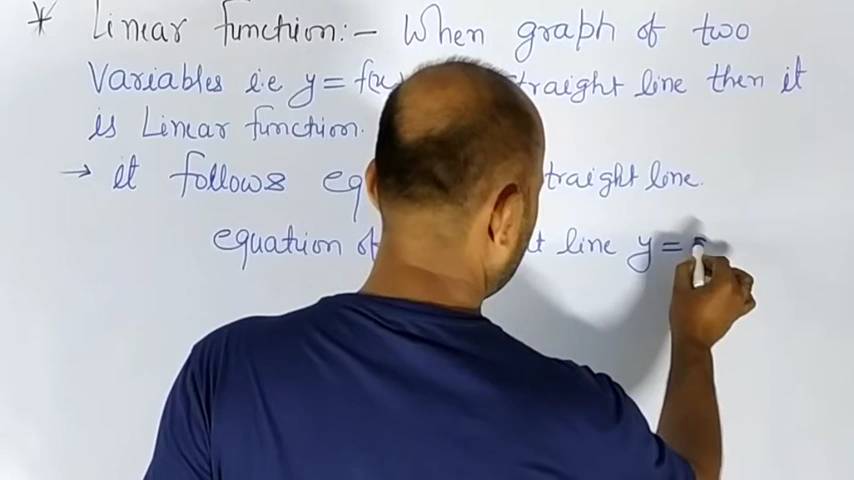 * Linear function:- When graph of two
Variables i.e y = f(x straight line then it
is Linear function.
→ it follows eq straight line.
equation of line y =